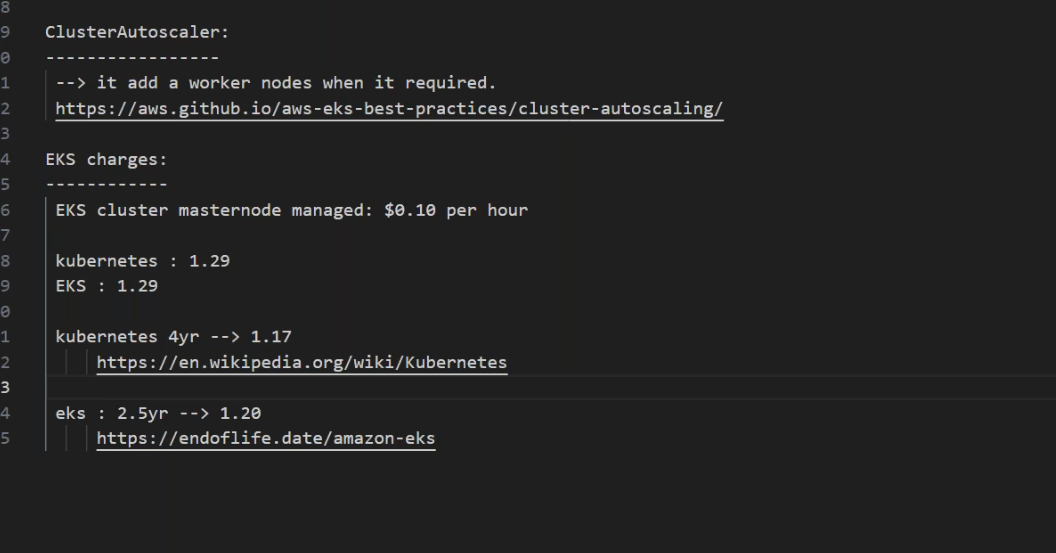 8
9 ClusterAutoscaler:
0 -----------------
1 --> it add a worker nodes when it required.
2 https://aws.github.io/aws-eks-best-practices/cluster-autoscaling/
3
4 EKS charges:
5 ------------
6 EKS cluster masternode managed: $0.10 per hour
7
8 kubernetes : 1.29
9 EKS : 1.29
0
1 kubernetes 4yr --> 1.17
2 https://en.wikipedia.org/wiki/Kubernetes
3
4 eks : 2.5yr --> 1.20
5 https://endoflife.date/amazon-eks